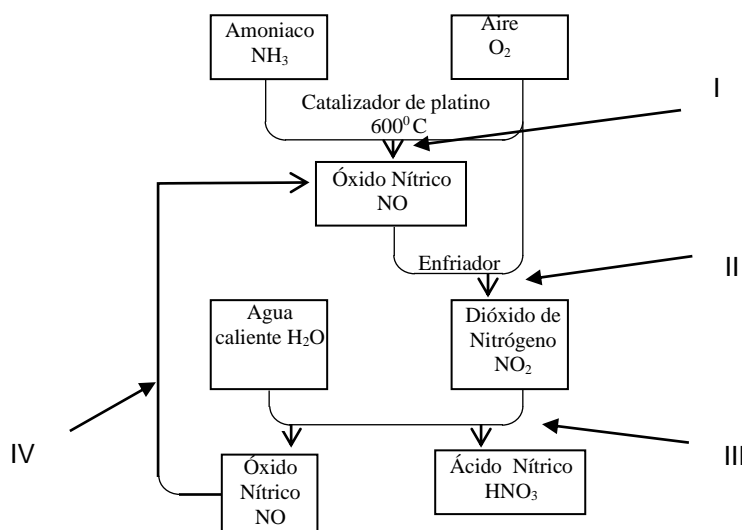 Amoniaco
NH₃
Aire
O₂
I
Catalizador de platino
600⁰ C
Óxido Nítrico
NO
Enfriador
II
Agua
caliente H₂O
Dióxido de
Nitrógeno
NO₂
IV
III
Óxido
Nítrico
NO
Ácido Nítrico
HNO₃